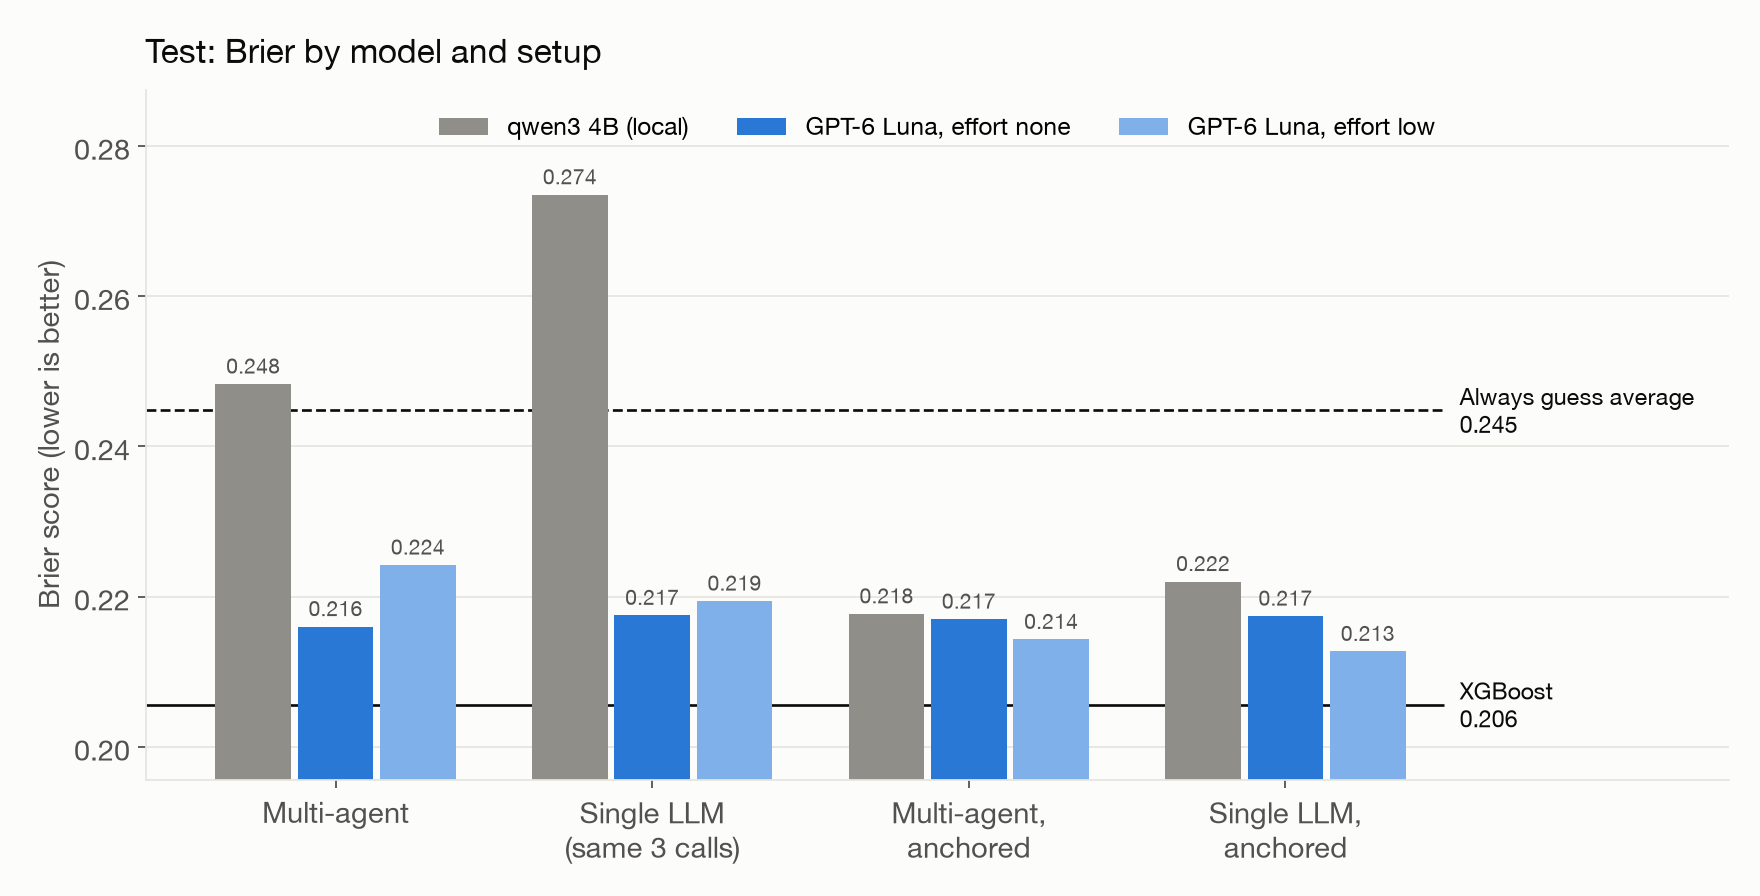 Test: Brier by model and setup
qwen3 4B (local)
GPT-6 Luna, effort none
GPT-6 Luna, effort low
Brier score (lower is better)
0.28
0.26
0.24
0.22
0.20
0.248
0.216
0.224
0.274
0.217
0.219
0.218
0.217
0.214
0.222
0.217
0.213
Always guess average
0.245
XGBoost
0.206
Multi-agent
Single LLM
(same 3 calls)
Multi-agent,
anchored
Single LLM,
anchored